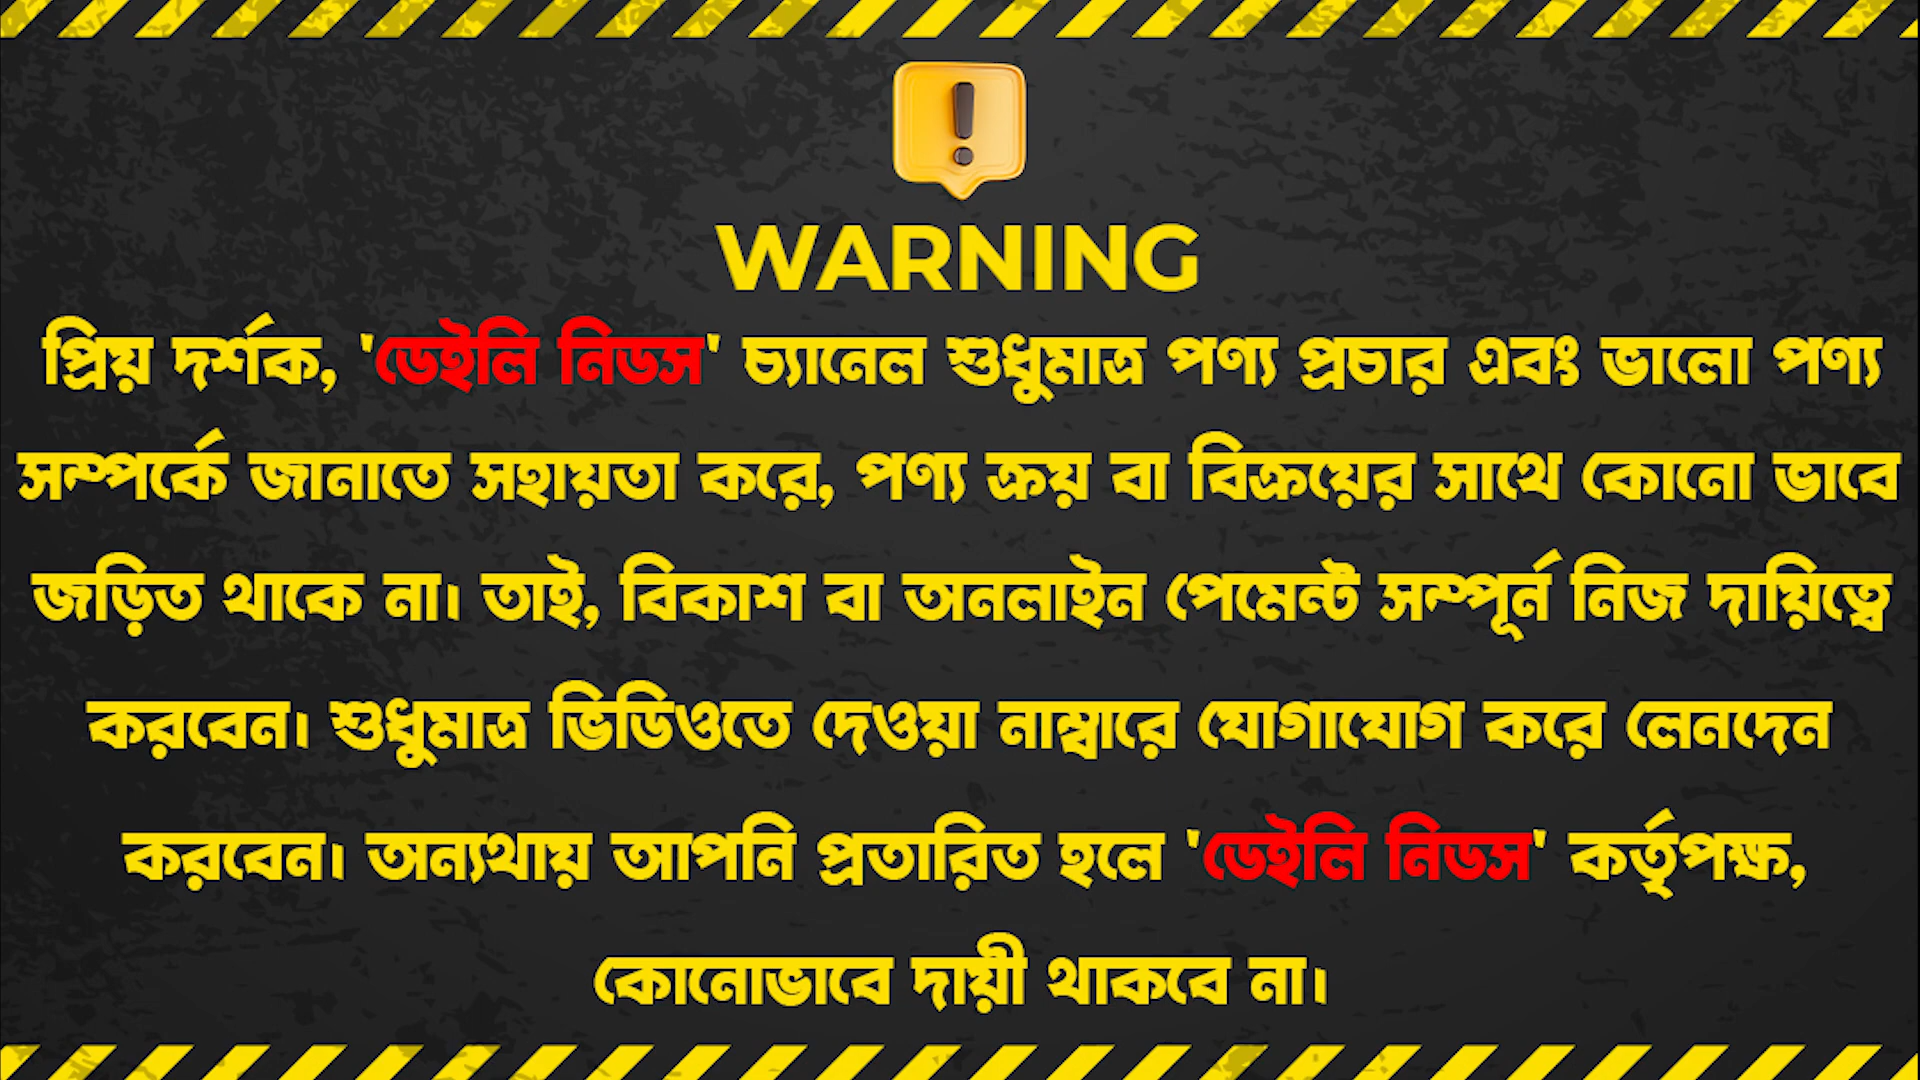 WARNING
প্রিয় দর্শক, 'ডেইলি নিডস' চ্যানেল শুধুমাত্র পণ্য প্রচার এবং ভালো পণ্য
সম্পর্কে জানাতে সহায়তা করে, পণ্য ক্রয় বা বিক্রয়ের সাথে কোনো ভাবে
জড়িত থাকে না। তাই, বিকাশ বা অনলাইন পেমেন্ট সম্পূর্ন নিজ দায়িত্বে
করবেন। শুধুমাত্র ভিডিওতে দেওয়া নাম্বারে যোগাযোগ করে লেনদেন
করবেন। অন্যথায় আপনি প্রতারিত হলে 'ডেইলি নিডস' কর্তৃপক্ষ,
কোনোভাবে দায়ী থাকবে না।